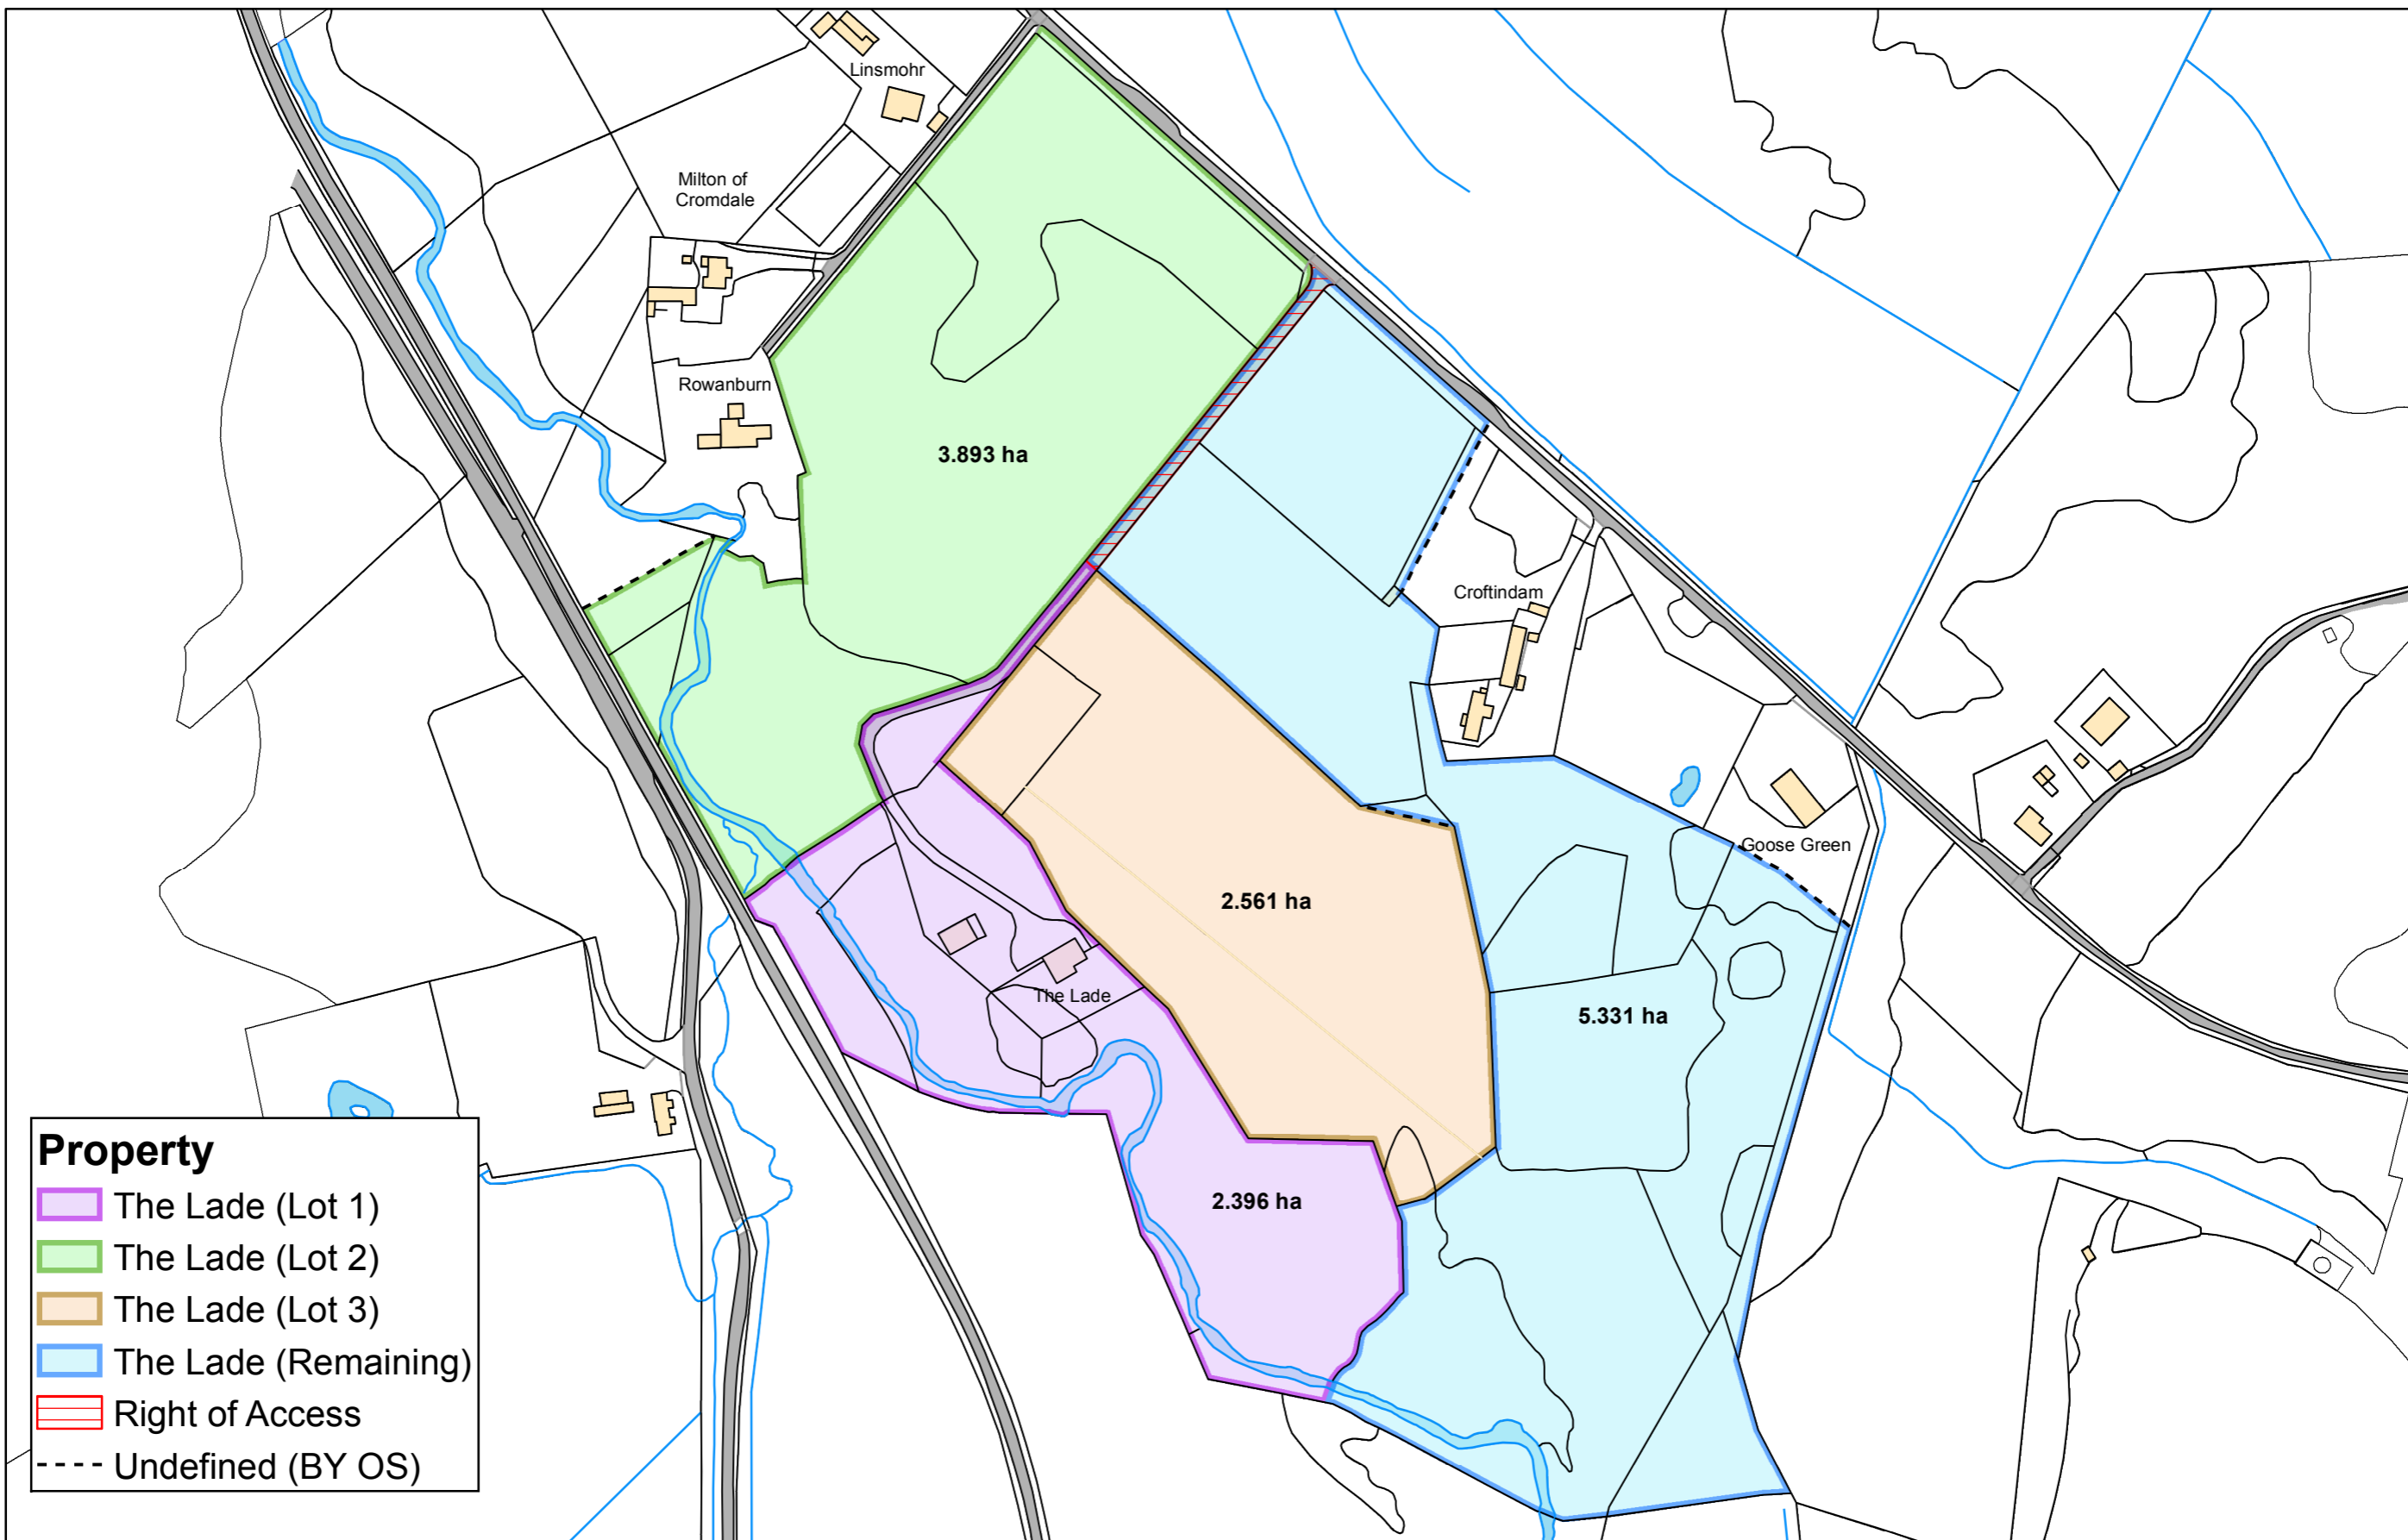 Linsmohr
Milton of
Cromdale
Rowanburn
3.893 ha
Croftindam
Goose Green
2.561 ha
The Lade
5.331 ha
2.396 ha
Property
The Lade (Lot 1)
The Lade (Lot 2)
The Lade (Lot 3)
The Lade (Remaining)
Right of Access
Undefined (BY OS)